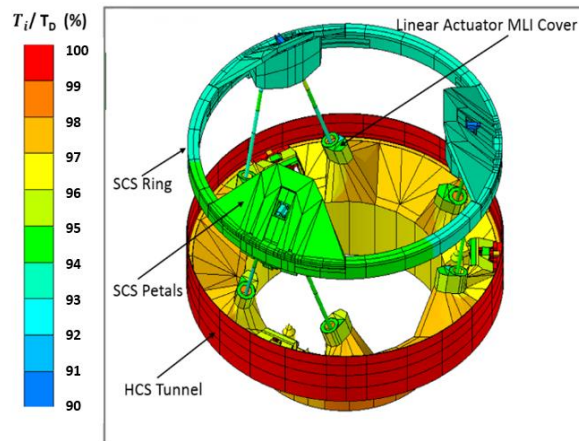 Tᵢ/ T_D (%)
100
99
98
97
96
95
94
93
92
91
90
Linear Actuator MLI Cover
SCS Ring
SCS Petals
HCS Tunnel